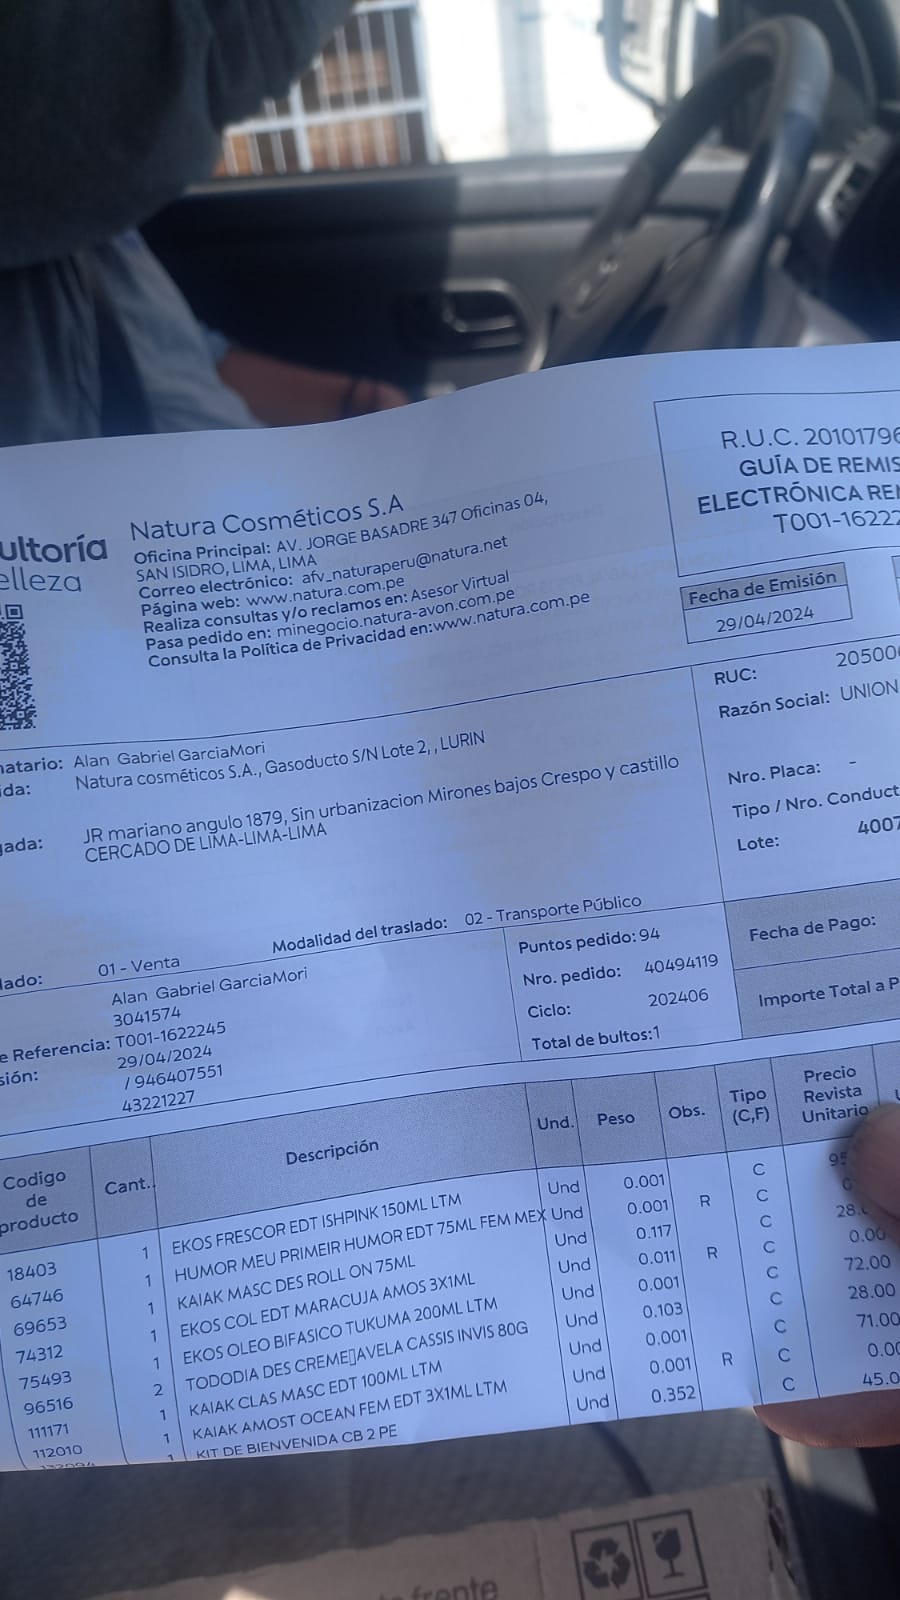 R.U.C. 20101796
GUÍA DE REMIS
ELECTRÓNICA REM
T001-16222
ultoría
elleza
Natura Cosméticos S.A
Oficina Principal: AV. JORGE BASADRE 347 Oficinas 04,
SAN ISIDRO, LIMA, LIMA
Correo electrónico: afv_naturaperu@natura.net
Página web: www.natura.com.pe
Realiza consultas y/o reclamos en: Asesor Virtual
Pasa pedido en: minegocio.natura-avon.com.pe
Consulta la Política de Privacidad en:www.natura.com.pe
Fecha de Emisión
29/04/2024
natario: Alan Gabriel GarciaMori
ida: Natura cosméticos S.A., Gasoducto S/N Lote 2, , LURIN
gada: JR mariano angulo 1879, Sin urbanizacion Mirones bajos Crespo y castillo
CERCADO DE LIMA-LIMA-LIMA
RUC: 20500
Razón Social: UNION
Nro. Placa: -
Tipo / Nro. Conduct
Lote: 4007
lado: 01 - Venta Modalidad del traslado: 02 - Transporte Público
Alan Gabriel GarciaMori
3041574
e Referencia: T001-1622245
sión: 29/04/2024
/ 946407551
43221227
Puntos pedido: 94
Nro. pedido: 40494119
Ciclo: 202406
Total de bultos:1
Fecha de Pago:
Importe Total a P
Codigo de producto Cant. Descripción Und. Peso Obs. Tipo (C,F) Precio Revista Unitario
18403 1 EKOS FRESCOR EDT ISHPINK 150ML LTM Und 0.001 C 95
64746 1 HUMOR MEU PRIMEIR HUMOR EDT 75ML FEM MEX Und 0.001 R C 0
69653 1 KAIAK MASC DES ROLL ON 75ML Und 0.117 C 28.
74312 1 EKOS COL EDT MARACUJA AMOS 3X1ML Und 0.011 R C 0.00
75493 1 EKOS OLEO BIFASICO TUKUMA 200ML LTM Und 0.001 C 72.00
96516 2 TODODIA DES CREME▯AVELA CASSIS INVIS 80G Und 0.103 C 28.00
111171 1 KAIAK CLAS MASC EDT 100ML LTM Und 0.001 C 71.00
112010 1 KAIAK AMOST OCEAN FEM EDT 3X1ML LTM Und 0.001 R C 0.00
1 KIT DE BIENVENIDA CB 2 PE Und 0.352 C 45.0
frente